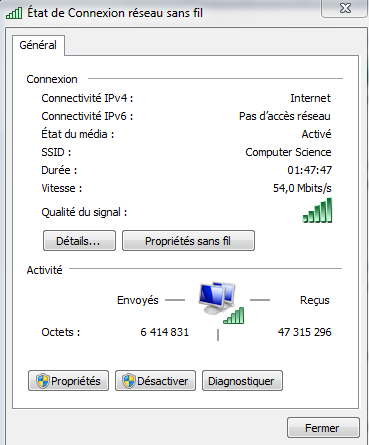 État de Connexion réseau sans fil
Général
Connexion
Connectivité IPv4 : Internet
Connectivité IPv6 : Pas d'accès réseau
État du média : Activé
SSID : Computer Science
Durée : 01:47:47
Vitesse : 54,0 Mbits/s
Qualité du signal :
Détails... Propriétés sans fil
Activité
Envoyés Reçus
Octets : 6 414 831 47 315 296
Propriétés Désactiver Diagnostiquer
Fermer